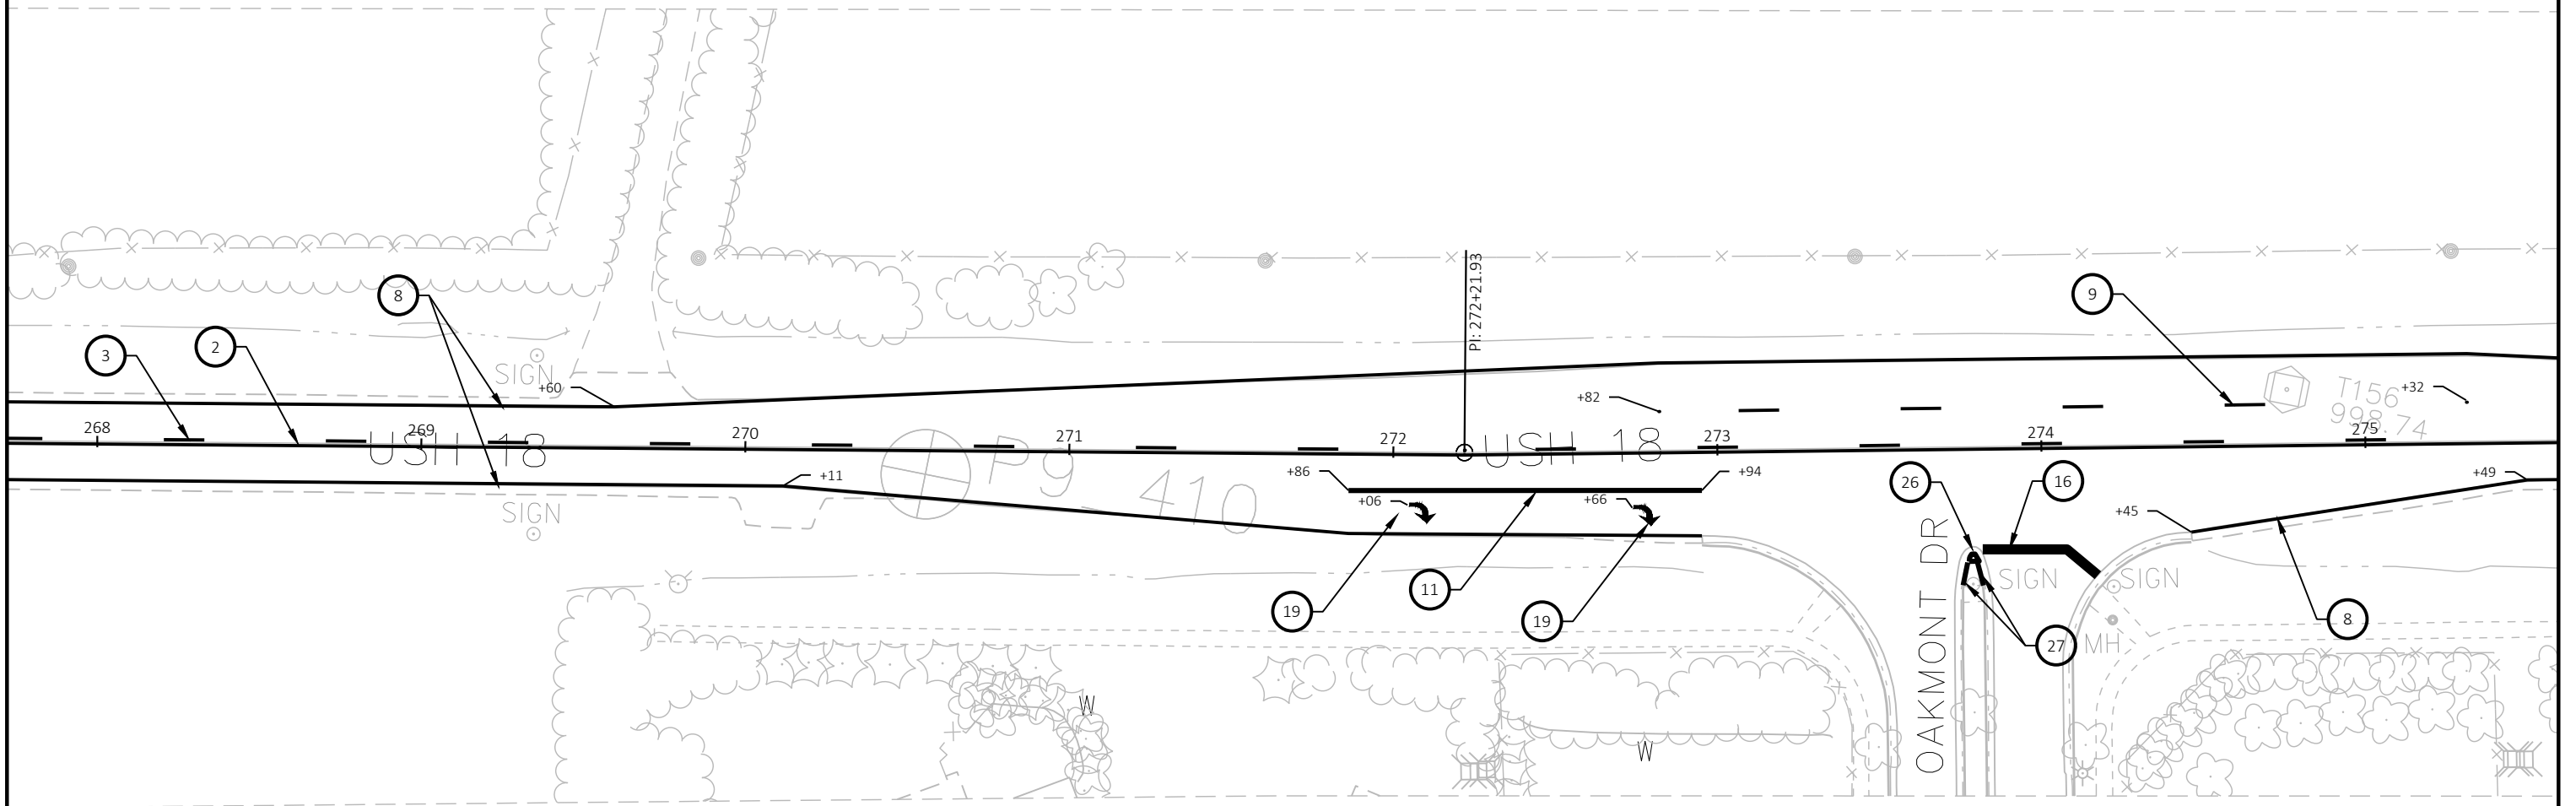 PI: 272+21.93
8
9
3
2
SIGN
+60
+82
+32
T156
998.74
268
269
270
271
272
273
274
275
USH 18
USH 18
P9 410
+11
+86
+94
+06
+66
+49
+45
26
16
SIGN
19
11
19
OAKMONT DR
SIGN
SIGN
8
27
MH
W
W